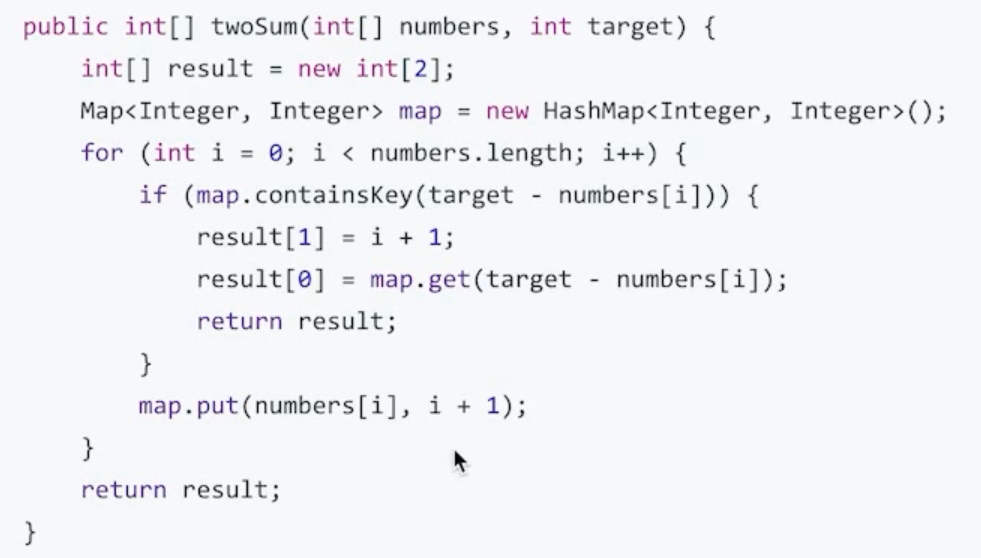 public int[] twoSum(int[] numbers, int target) {
    int[] result = new int[2];
    Map<Integer, Integer> map = new HashMap<Integer, Integer>();
    for (int i = 0; i < numbers.length; i++) {
        if (map.containsKey(target - numbers[i])) {
            result[1] = i + 1;
            result[0] = map.get(target - numbers[i]);
            return result;
        }
        map.put(numbers[i], i + 1);
    }
    return result;
}